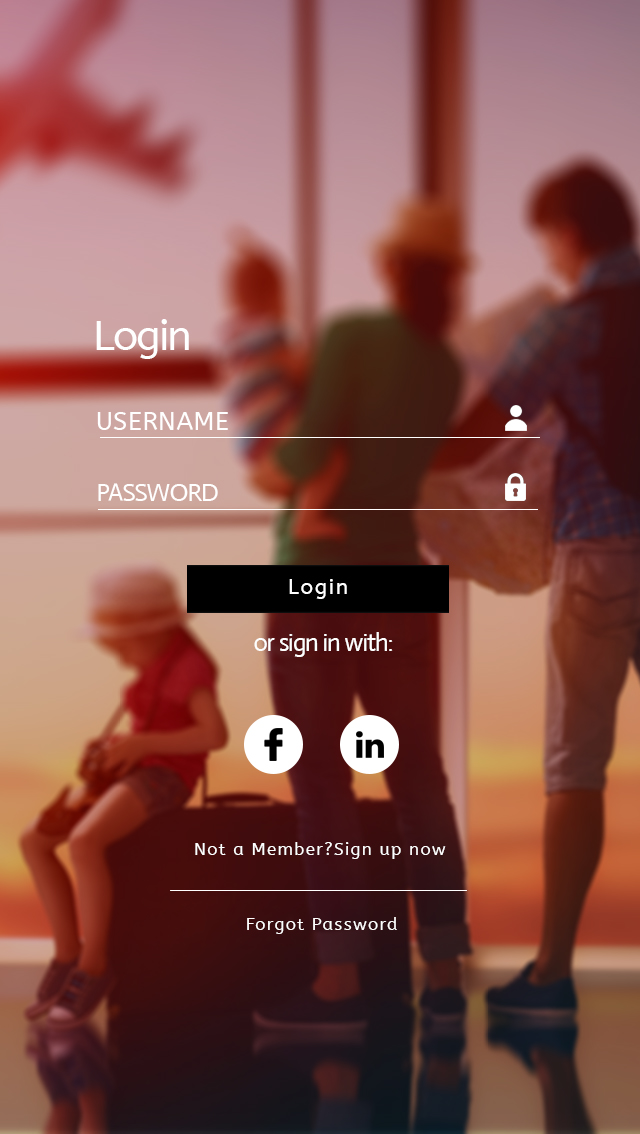 Login
USERNAME
PASSWORD
Login
or sign in with:
f in
Not a Member?Sign up now
Forgot Password